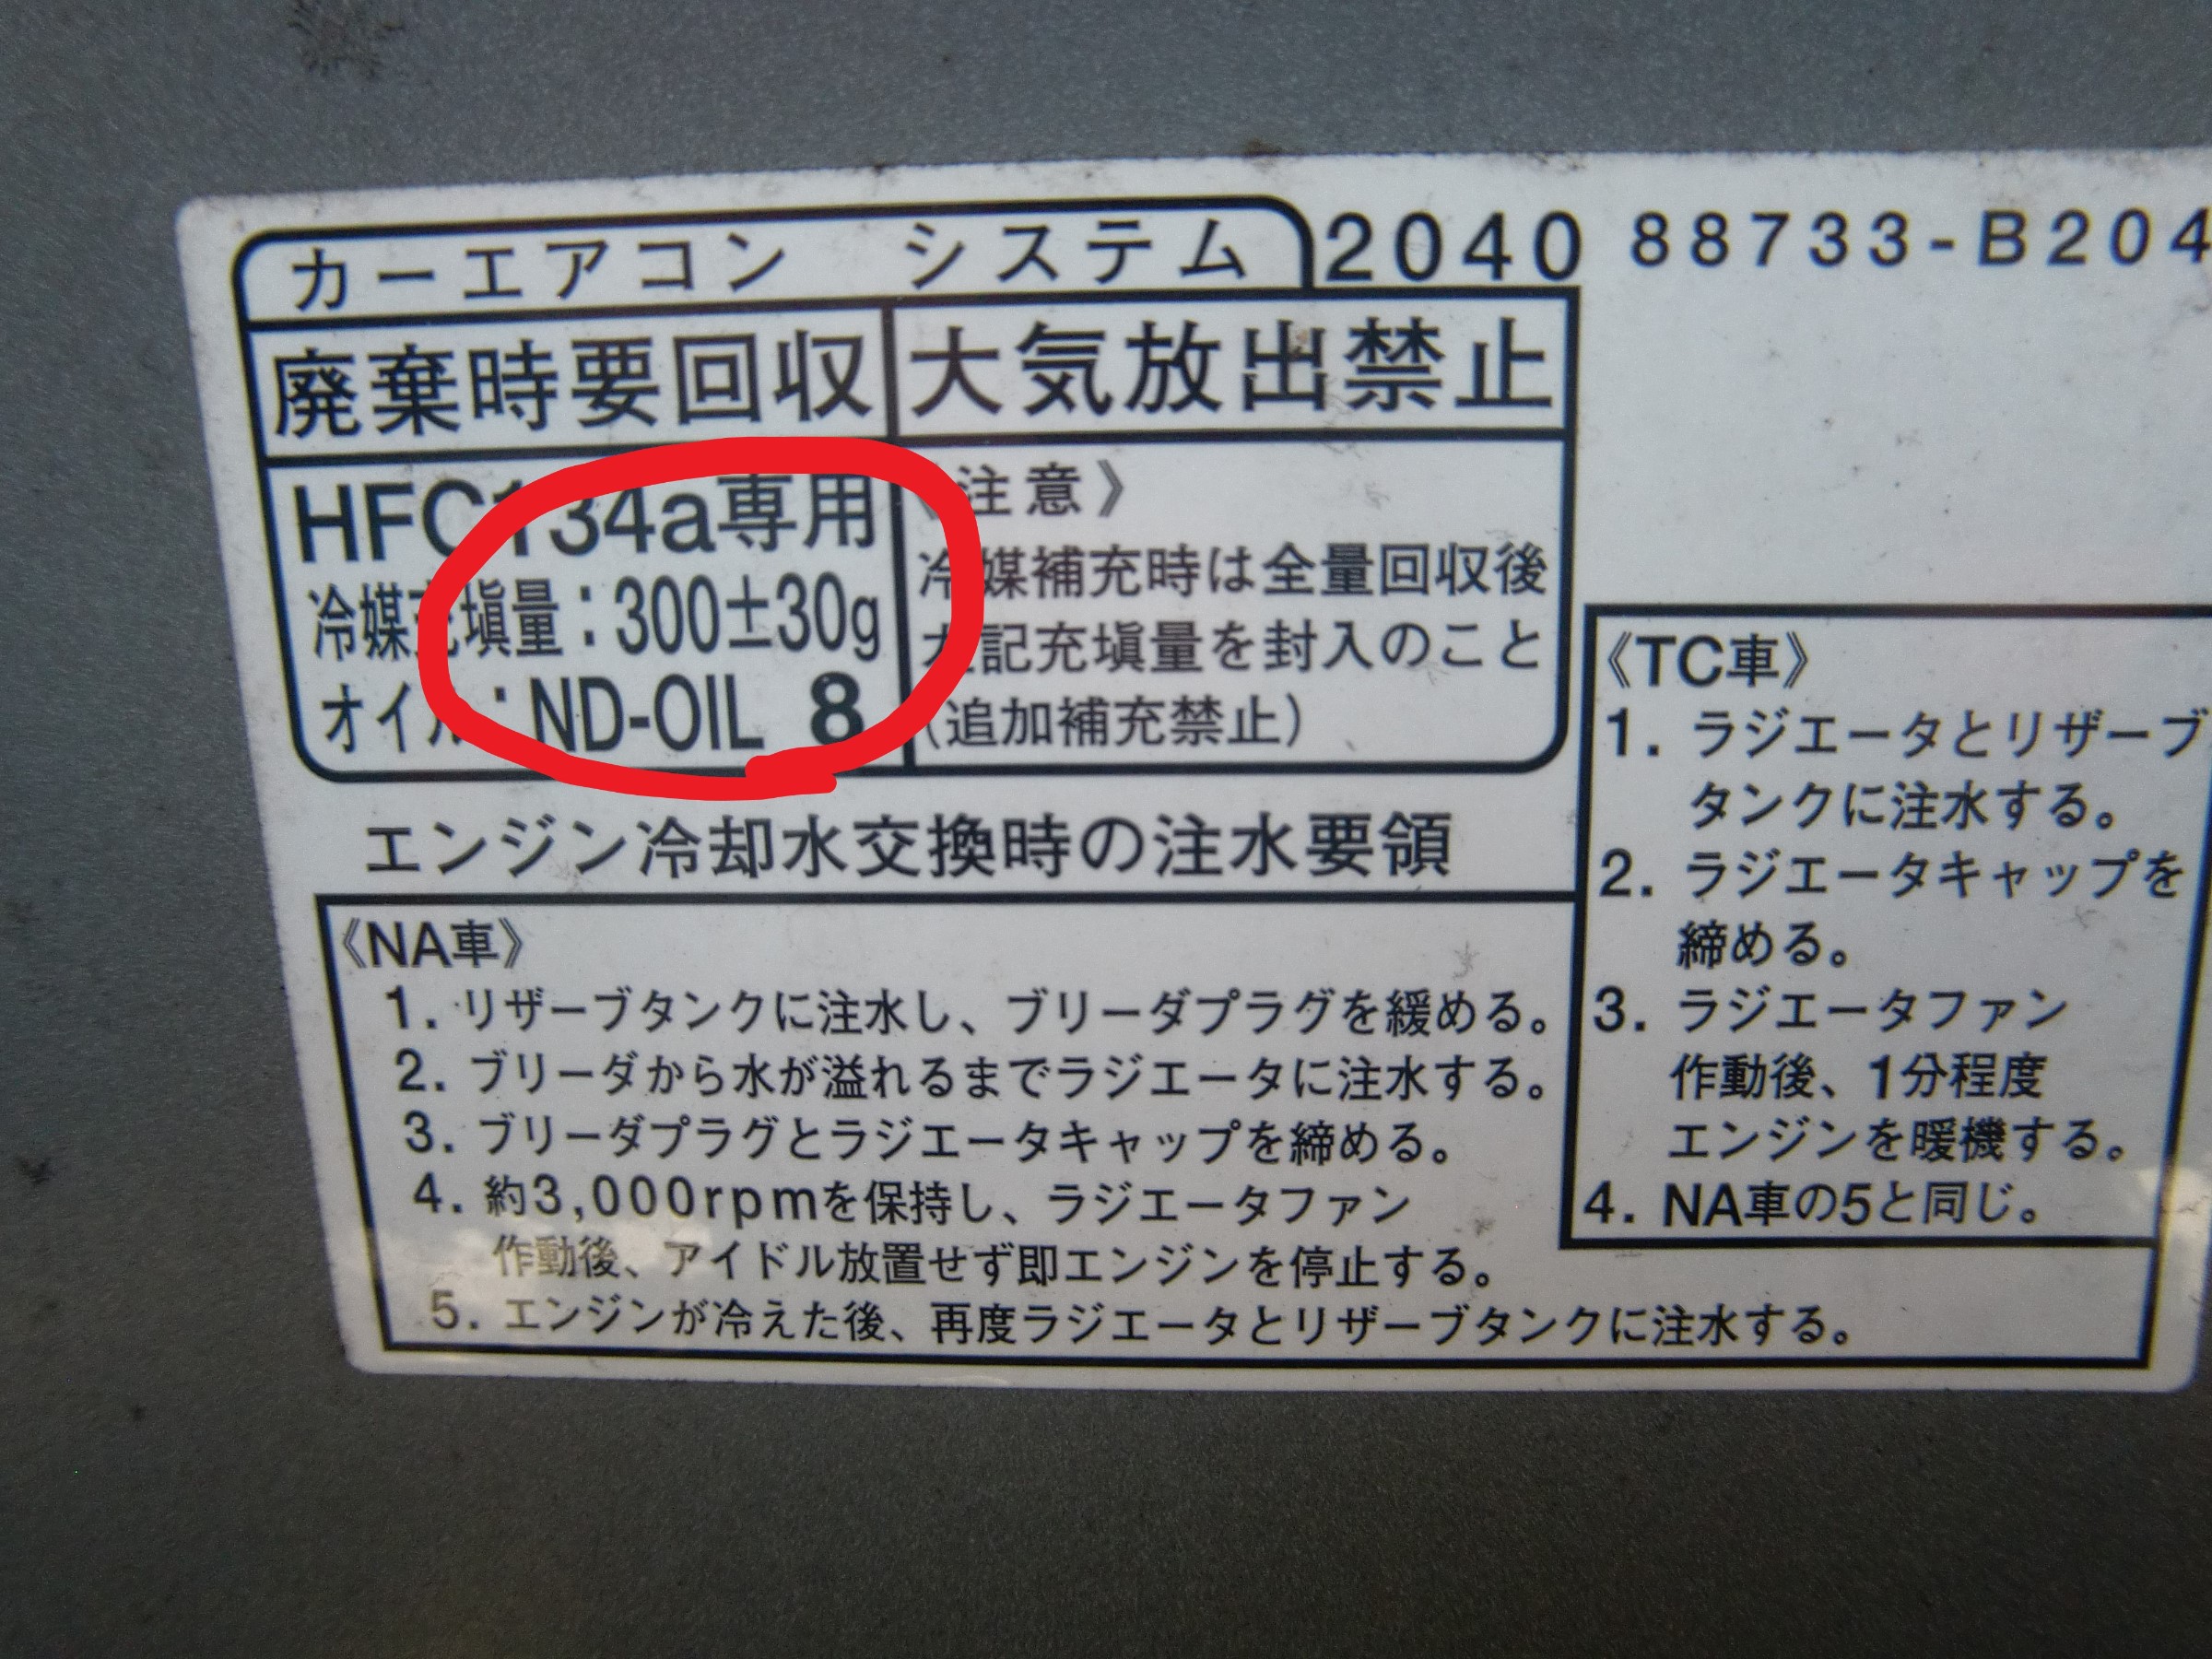 カーエアコン システム
2040 88733-B204
廃棄時要回収
大気放出禁止
HFC134a専用
冷媒充塡量：300±30g
オイル：ND-OIL 8
《注意》
冷媒補充時は全量回収後
左記充塡量を封入のこと
（追加補充禁止）
エンジン冷却水交換時の注水要領
《NA車》
1. リザーブタンクに注水し、ブリーダプラグを緩める。
2. ブリーダから水が溢れるまでラジエータに注水する。
3. ブリーダプラグとラジエータキャップを締める。
4. 約3,000rpmを保持し、ラジエータファン
作動後、アイドル放置せず即エンジンを停止する。
5. エンジンが冷えた後、再度ラジエータとリザーブタンクに注水する。
《TC車》
1. ラジエータとリザーブ
タンクに注水する。
2. ラジエータキャップを
締める。
3. ラジエータファン
作動後、1分程度
エンジンを暖機する。
4. NA車の5と同じ。